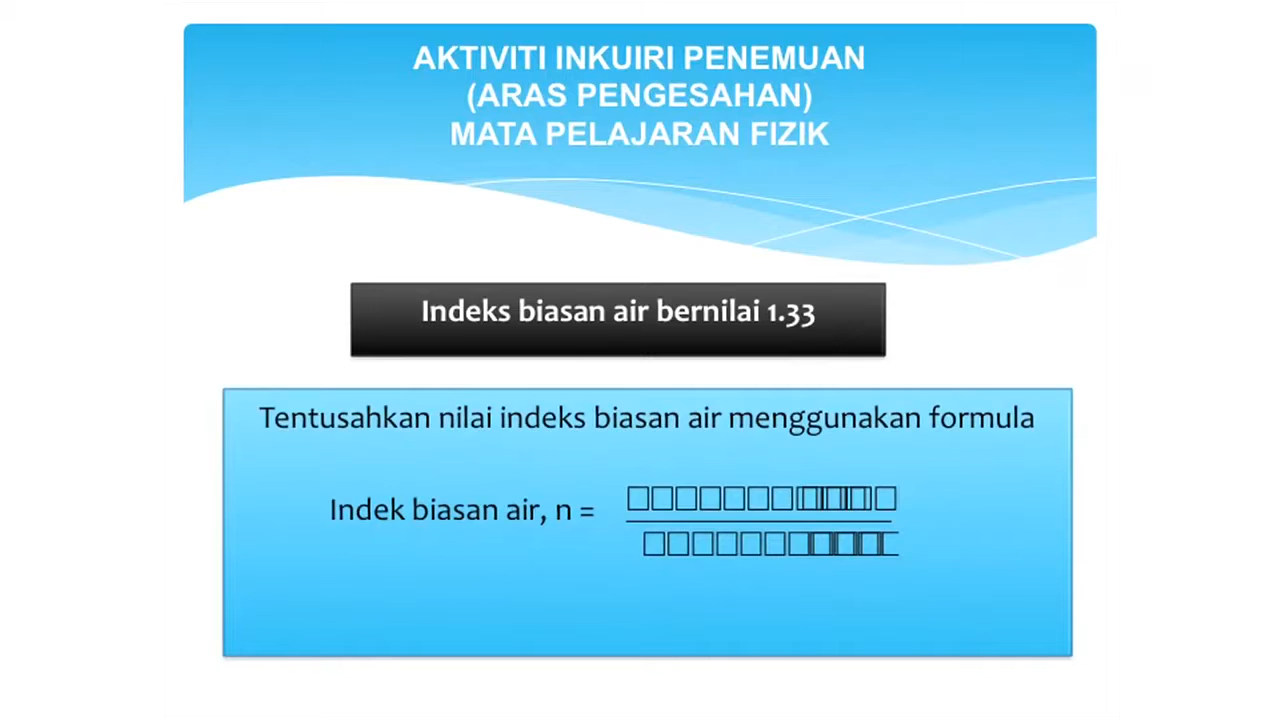 AKTIVITI INKUIRI PENEMUAN
(ARAS PENGESAHAN)
MATA PELAJARAN FIZIK
Indeks biasan air bernilai 1.33
Tentusahkan nilai indeks biasan air menggunakan formula
Indek biasan air, n =